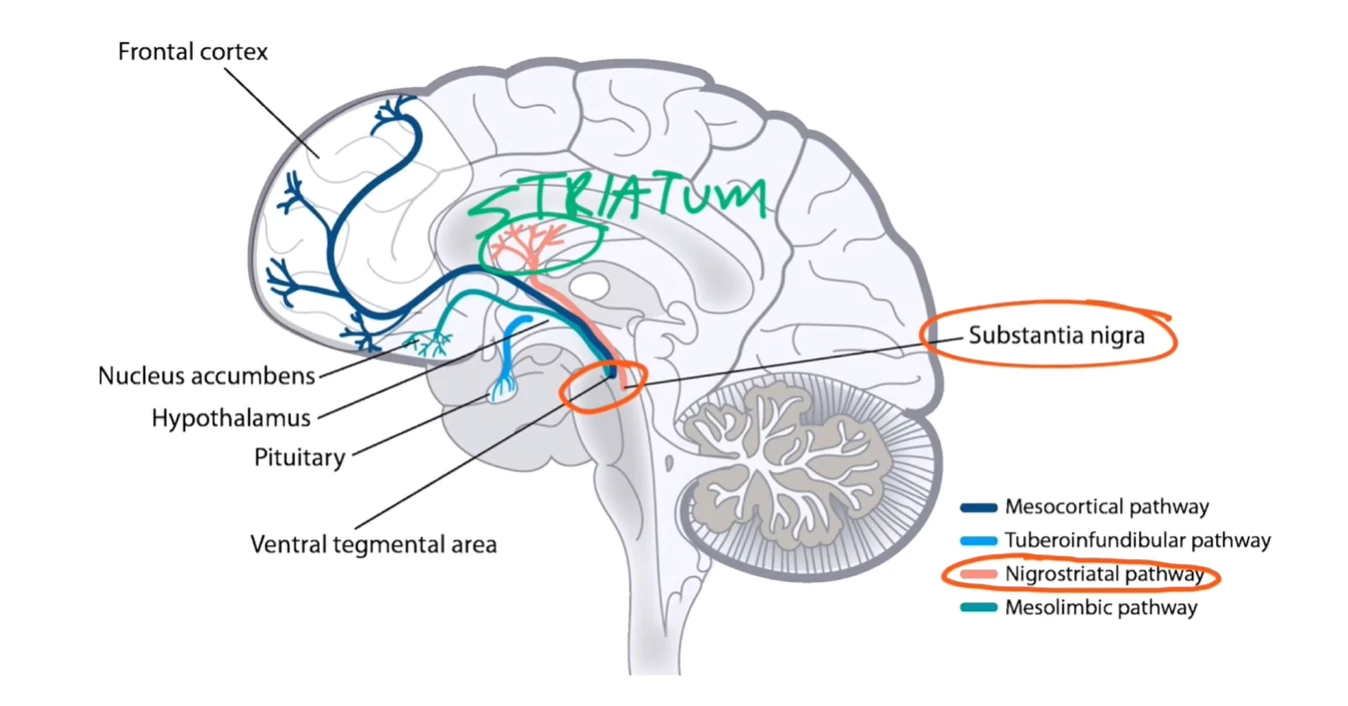 Frontal cortex
STRIATUM
Substantia nigra
Nucleus accumbens
Hypothalamus
Pituitary
Ventral tegmental area
Mesocortical pathway
Tuberoinfundibular pathway
Nigrostriatal pathway
Mesolimbic pathway